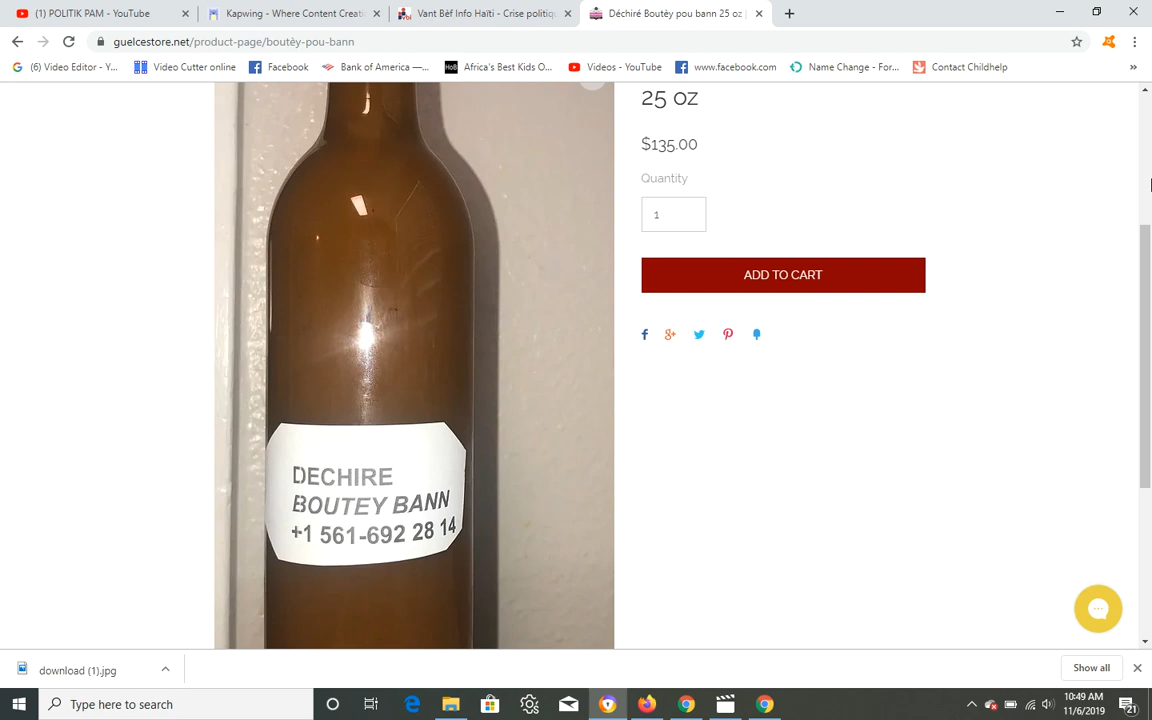 (1) POLITIK PAM - YouTube
Kapwing - Where Content Creati
Vant Bèf Info Haïti - Crise politiqu
Déchiré Boutèy pou bann 25 oz |
guelcestore.net/product-page/boutèy-pou-bann
(6) Video Editor - Y...
Video Cutter online
Facebook
Bank of America —...
HoB
Africa's Best Kids O...
Videos - YouTube
www.facebook.com
Name Change - For...
Contact Childhelp
»
25 oz
$135.00
Quantity
1
ADD TO CART
DECHIRE
BOUTEY BANN
+1 561-692 28 14
download (1).jpg
Show all
Type here to search
10:49 AM
11/6/2019
21